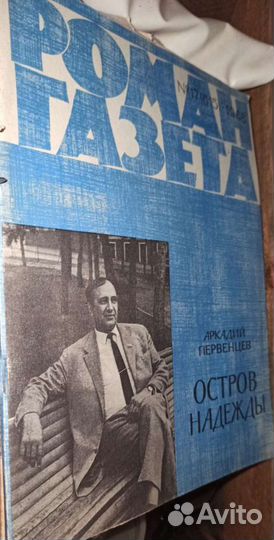 РОМАН
ГАЗЕТА
АРКАДИЙ
ПЕРВЕНЦЕВ
ОСТРОВ
НАДЕЖДЫ
Avito